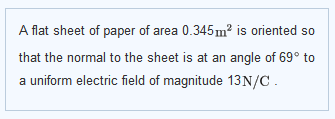 A flat sheet of paper of area 0.345m² is oriented so
that the normal to the sheet is at an angle of 69° to
a uniform electric field of magnitude 13N/C .